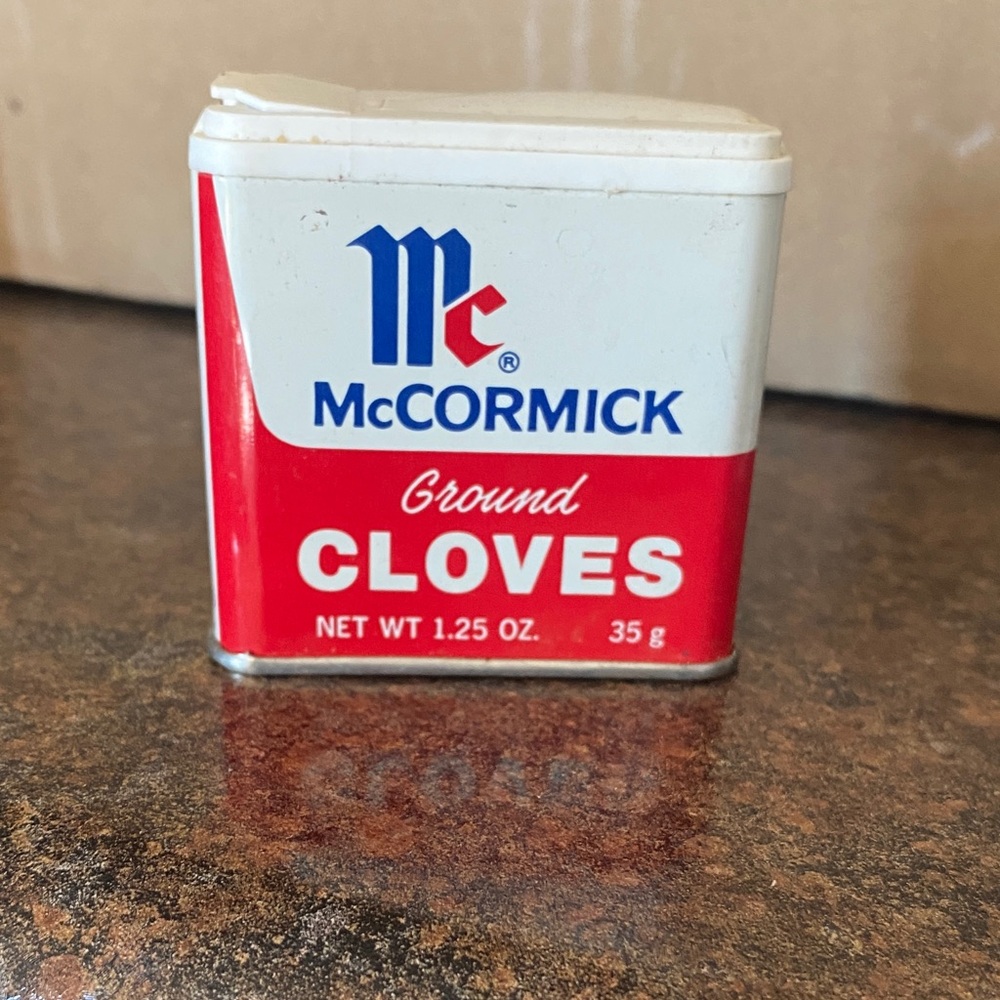 Mc®
McCORMICK
Ground
CLOVES
NET WT 1.25 OZ. 35 g